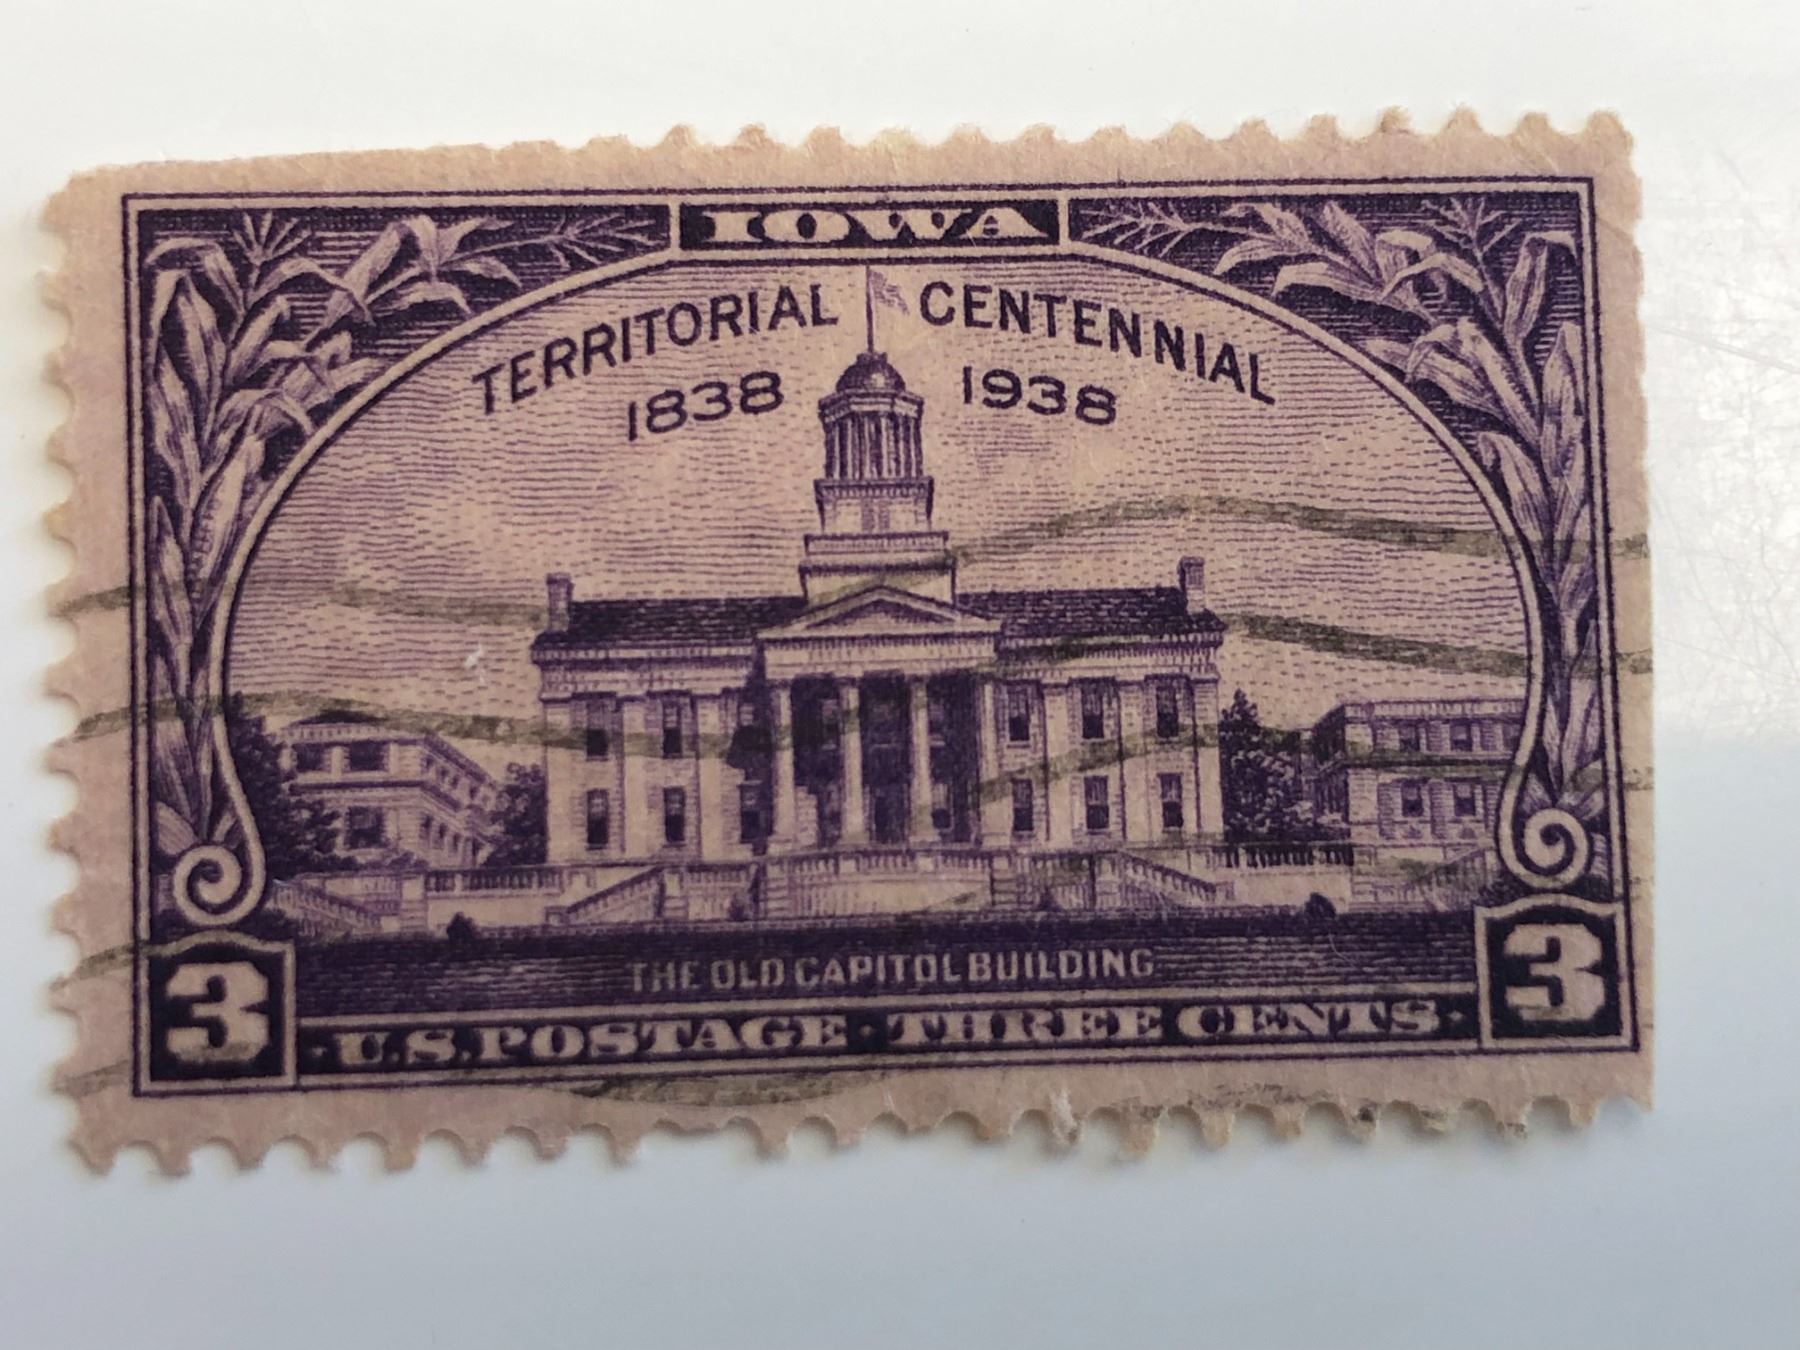 IOWA
TERRITORIAL CENTENNIAL
1838 1938
THE OLD CAPITOL BUILDING
3 · U.S. POSTAGE · THREE CENTS · 3